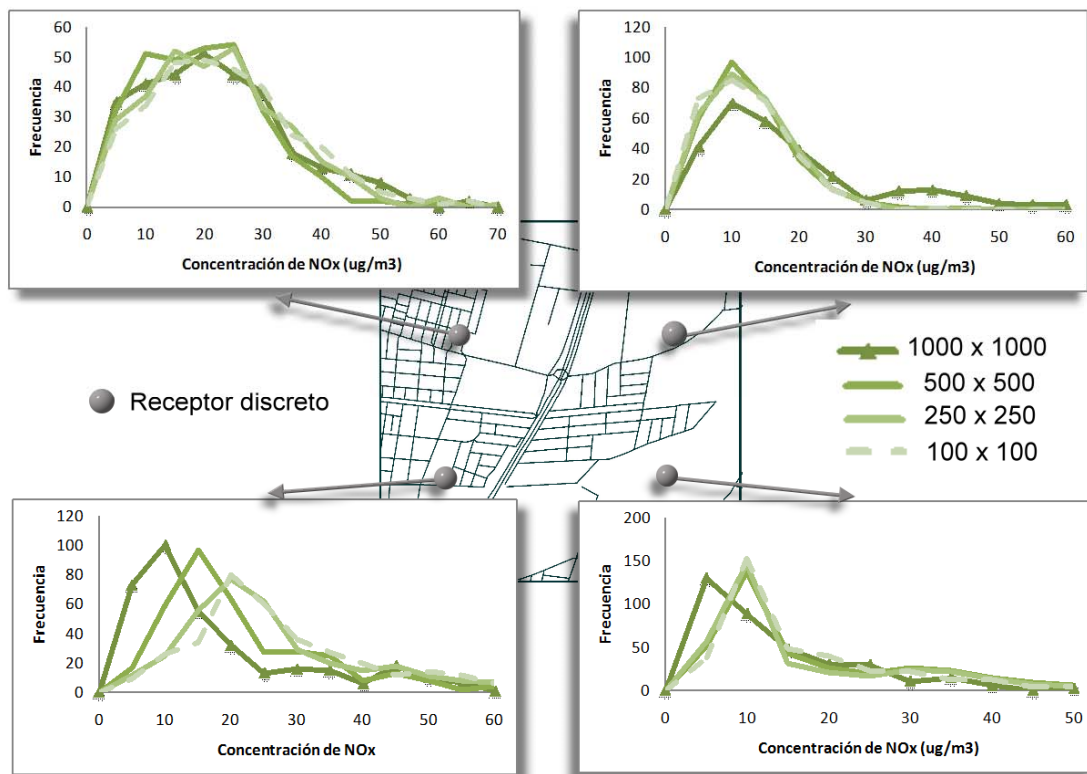 60
50
40
30
20
10
0
Frecuencia
0 10 20 30 40 50 60 70
Concentración de NOx (ug/m3)
120
100
80
60
40
20
0
Frecuencia
0 10 20 30 40 50 60
Concentración de NOx (ug/m3)
1000 x 1000
500 x 500
250 x 250
100 x 100
Receptor discreto
120
100
80
60
40
20
0
Frecuencia
0 10 20 30 40 50 60
Concentración de NOx
200
150
100
50
0
Frecuencia
0 10 20 30 40 50
Concentración de NOx (ug/m3)